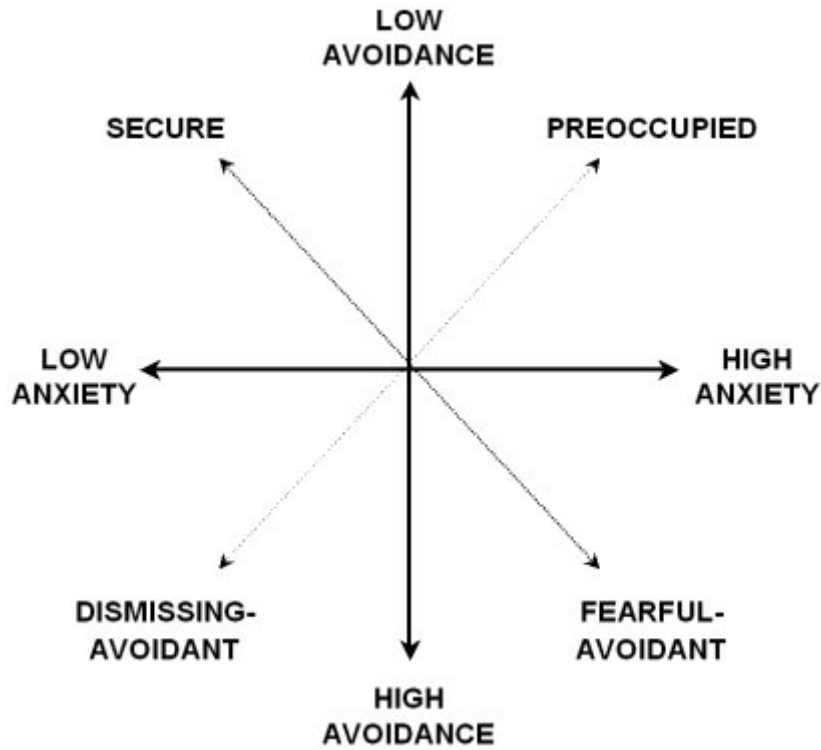 LOW
AVOIDANCE
SECURE
PREOCCUPIED
LOW
ANXIETY
HIGH
ANXIETY
DISMISSING-
AVOIDANT
FEARFUL-
AVOIDANT
HIGH
AVOIDANCE